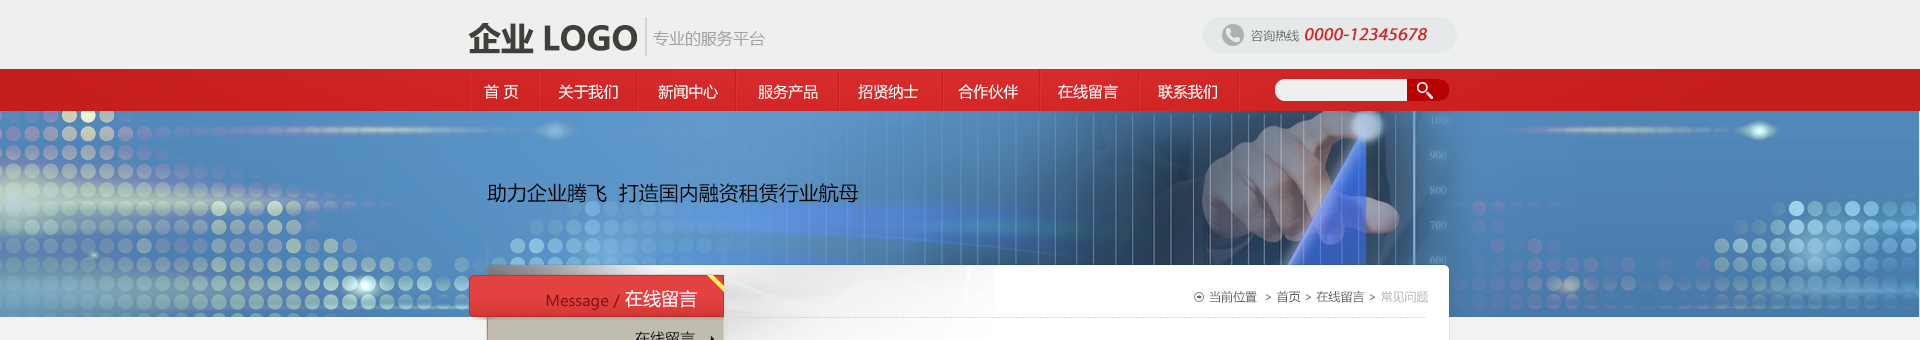 企业 LOGO 专业的服务平台
咨询热线 0000-12345678
首 页 关于我们 新闻中心 服务产品 招贤纳士 合作伙伴 在线留言 联系我们
1000
900
助力企业腾飞 打造国内融资租赁行业航母
800
700
600
Message / 在线留言
当前位置 > 首页 > 在线留言 > 常见问题
在线留言